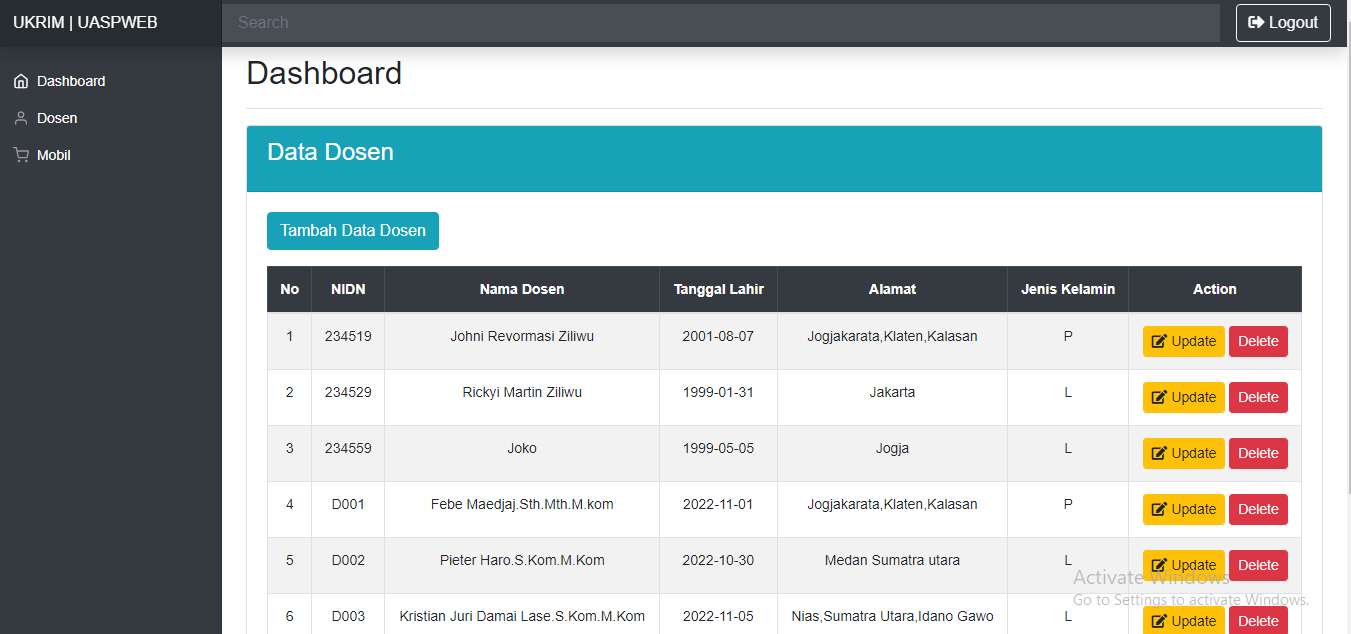 UKRIM | UASPWEB Search Logout
Dashboard
Dosen
Mobil
Dashboard
Data Dosen
Tambah Data Dosen
No NIDN Nama Dosen Tanggal Lahir Alamat Jenis Kelamin Action
1 234519 Johni Revormasi Ziliwu 2001-08-07 Jogjakarata,Klaten,Kalasan P Update Delete
2 234529 Rickyi Martin Ziliwu 1999-01-31 Jakarta L Update Delete
3 234559 Joko 1999-05-05 Jogja L Update Delete
4 D001 Febe Maedjaj.Sth.Mth.M.kom 2022-11-01 Jogjakarata,Klaten,Kalasan P Update Delete
5 D002 Pieter Haro.S.Kom.M.Kom 2022-10-30 Medan Sumatra utara L Update Delete
6 D003 Kristian Juri Damai Lase.S.Kom.M.Kom 2022-11-05 Nias,Sumatra Utara,Idano Gawo L Update Delete
Activate Windows
Go to Settings to activate Windows.